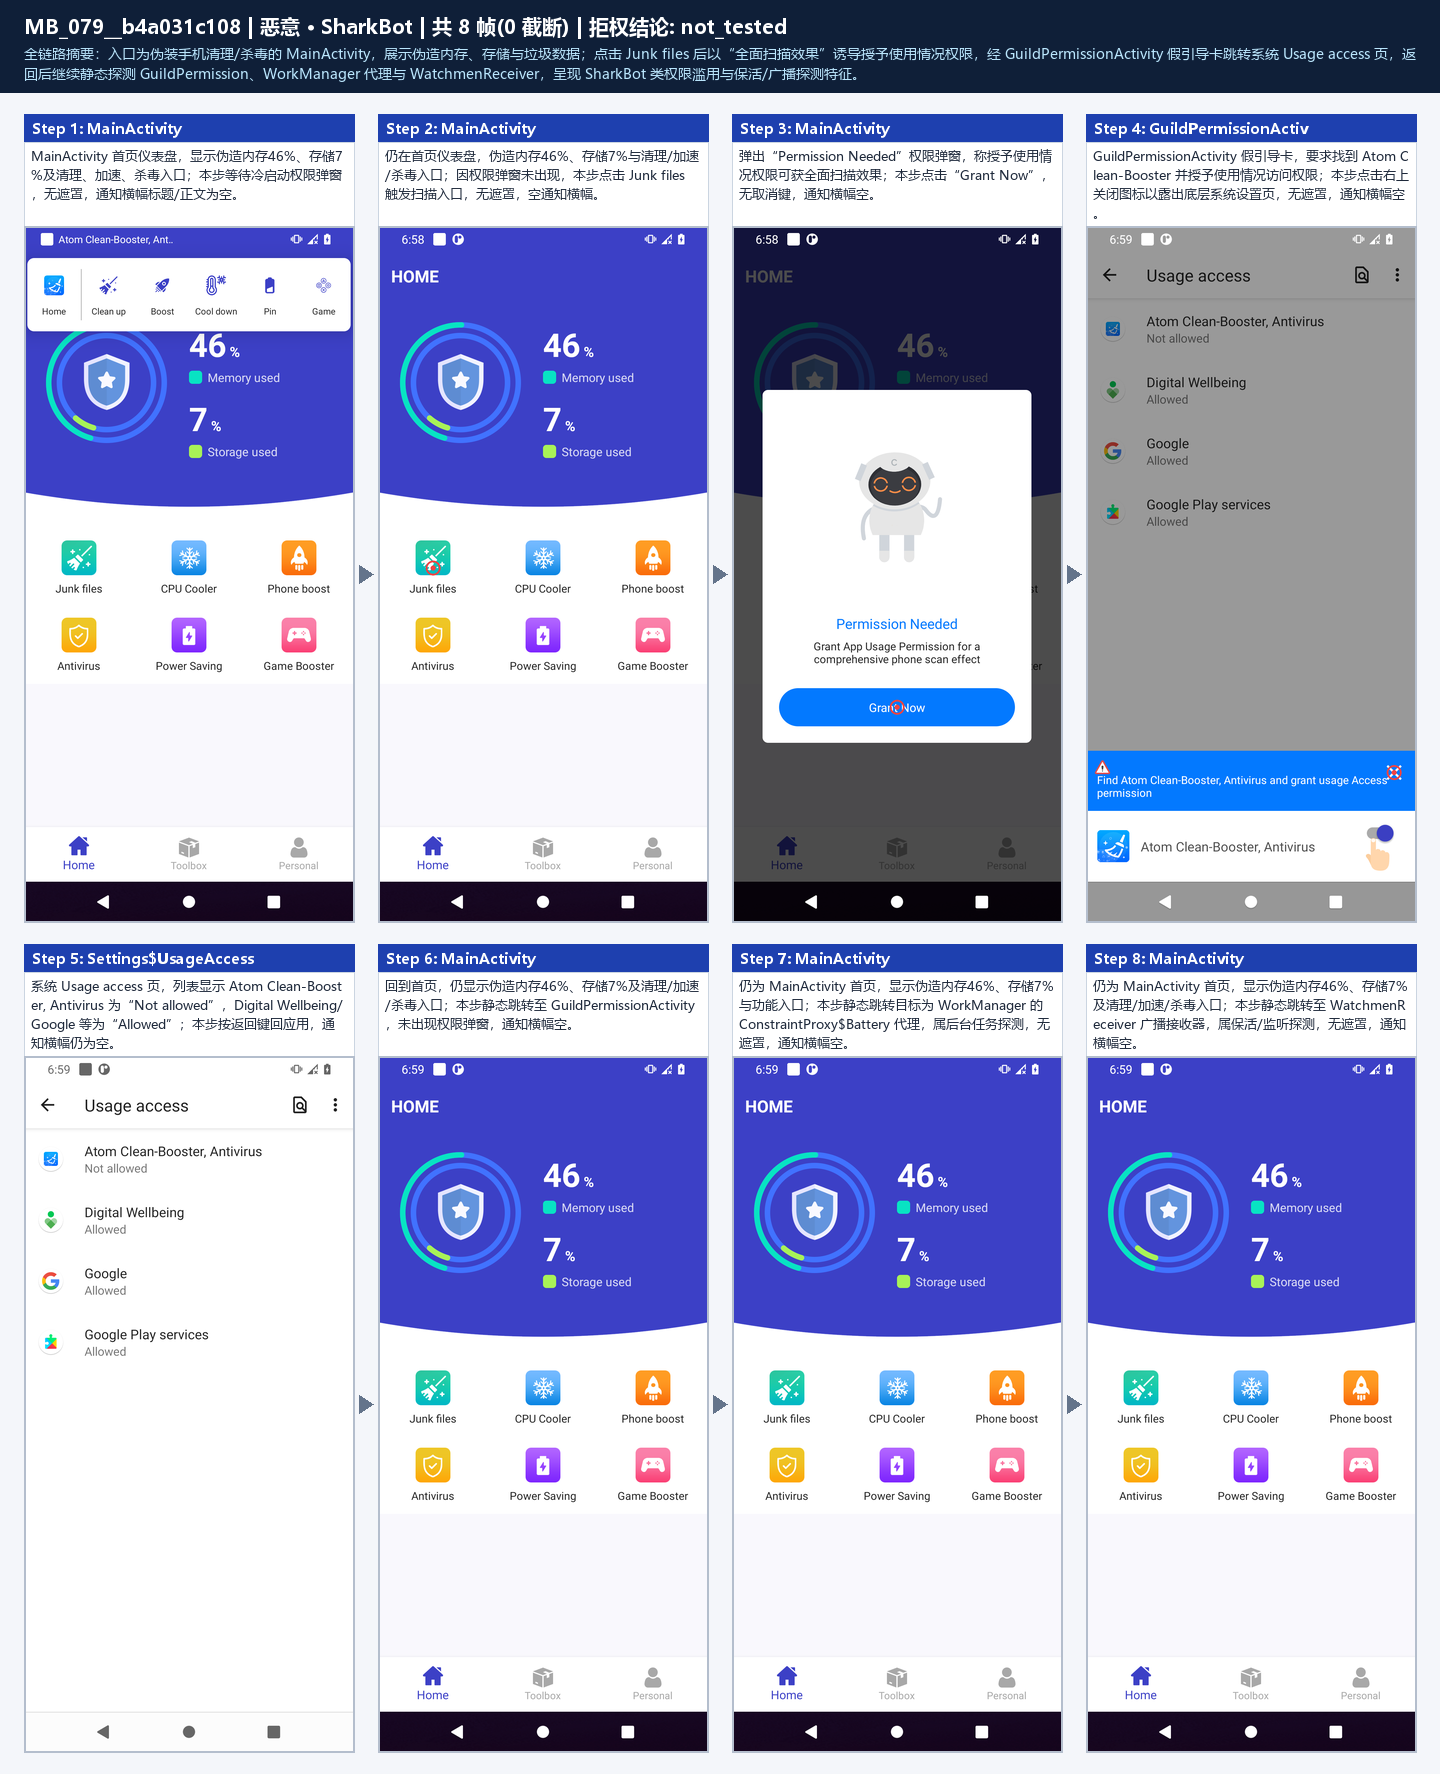 MB_079__b4a031c108 | 恶意 • SharkBot | 共 8 帧(0 截断) | 拒权结论: not_tested
全链路摘要：入口为伪装手机清理/杀毒的 MainActivity，展示伪造内存、存储与垃圾数据；点击 Junk files 后以“全面扫描效果”诱导授予使用情况权限，经 GuildPermissionActivity 假引导卡跳转系统 Usage access 页，返
回后继续静态探测 GuildPermission、WorkManager 代理与 WatchmenReceiver，呈现 SharkBot 类权限滥用与保活/广播探测特征。
Step 1: MainActivity
MainActivity 首页仪表盘，显示伪造内存46%、存储7
%及清理、加速、杀毒入口；本步等待冷启动权限弹窗
，无遮罩，通知横幅标题/正文为空。
Atom Clean-Booster, Ant..
Home
Clean up
Boost
Cool down
Pin
Game
46 %
Memory used
7 %
Storage used
Junk files
CPU Cooler
Phone boost
Antivirus
Power Saving
Game Booster
Home
Toolbox
Personal
Step 2: MainActivity
仍在首页仪表盘，伪造内存46%、存储7%与清理/加速
/杀毒入口；因权限弹窗未出现，本步点击 Junk files
触发扫描入口，无遮罩，空通知横幅。
6:58
HOME
46 %
Memory used
7 %
Storage used
Junk files
CPU Cooler
Phone boost
Antivirus
Power Saving
Game Booster
Home
Toolbox
Personal
Step 3: MainActivity
弹出“Permission Needed”权限弹窗，称授予使用情
况权限可获全面扫描效果；本步点击“Grant Now”，
无取消键，通知横幅空。
6:58
HOME
46 %
Memory used
Permission Needed
Grant App Usage Permission for a
comprehensive phone scan effect
Grant Now
st
er
Home
Toolbox
Personal
Step 4: GuildPermissionActiv
GuildPermissionActivity 假引导卡，要求找到 Atom C
lean-Booster 并授予使用情况访问权限；本步点击右上
关闭图标以露出底层系统设置页，无遮罩，通知横幅空
。
6:59
Usage access
Atom Clean-Booster, Antivirus
Not allowed
Digital Wellbeing
Allowed
Google
Allowed
Google Play services
Allowed
Find Atom Clean-Booster, Antivirus and grant usage Access
permission
Atom Clean-Booster, Antivirus
Step 5: Settings$UsageAccess
系统 Usage access 页，列表显示 Atom Clean-Boost
er, Antivirus 为“Not allowed”，Digital Wellbeing/
Google 等为“Allowed”；本步按返回键回应用，通
知横幅仍为空。
6:59
Usage access
Atom Clean-Booster, Antivirus
Not allowed
Digital Wellbeing
Allowed
Google
Allowed
Google Play services
Allowed
Step 6: MainActivity
回到首页，仍显示伪造内存46%、存储7%及清理/加速
/杀毒入口；本步静态跳转至 GuildPermissionActivity
，未出现权限弹窗，通知横幅空。
6:59
HOME
46 %
Memory used
7 %
Storage used
Junk files
CPU Cooler
Phone boost
Antivirus
Power Saving
Game Booster
Home
Toolbox
Personal
Step 7: MainActivity
仍为 MainActivity 首页，显示伪造内存46%、存储7%
与功能入口；本步静态跳转目标为 WorkManager 的
ConstraintProxy$Battery 代理，属后台任务探测，无
遮罩，通知横幅空。
6:59
HOME
46 %
Memory used
7 %
Storage used
Junk files
CPU Cooler
Phone boost
Antivirus
Power Saving
Game Booster
Home
Toolbox
Personal
Step 8: MainActivity
仍为 MainActivity 首页，显示伪造内存46%、存储7%
及清理/加速/杀毒入口；本步静态跳转至 WatchmenR
eceiver 广播接收器，属保活/监听探测，无遮罩，通知
横幅空。
6:59
HOME
46 %
Memory used
7 %
Storage used
Junk files
CPU Cooler
Phone boost
Antivirus
Power Saving
Game Booster
Home
Toolbox
Personal